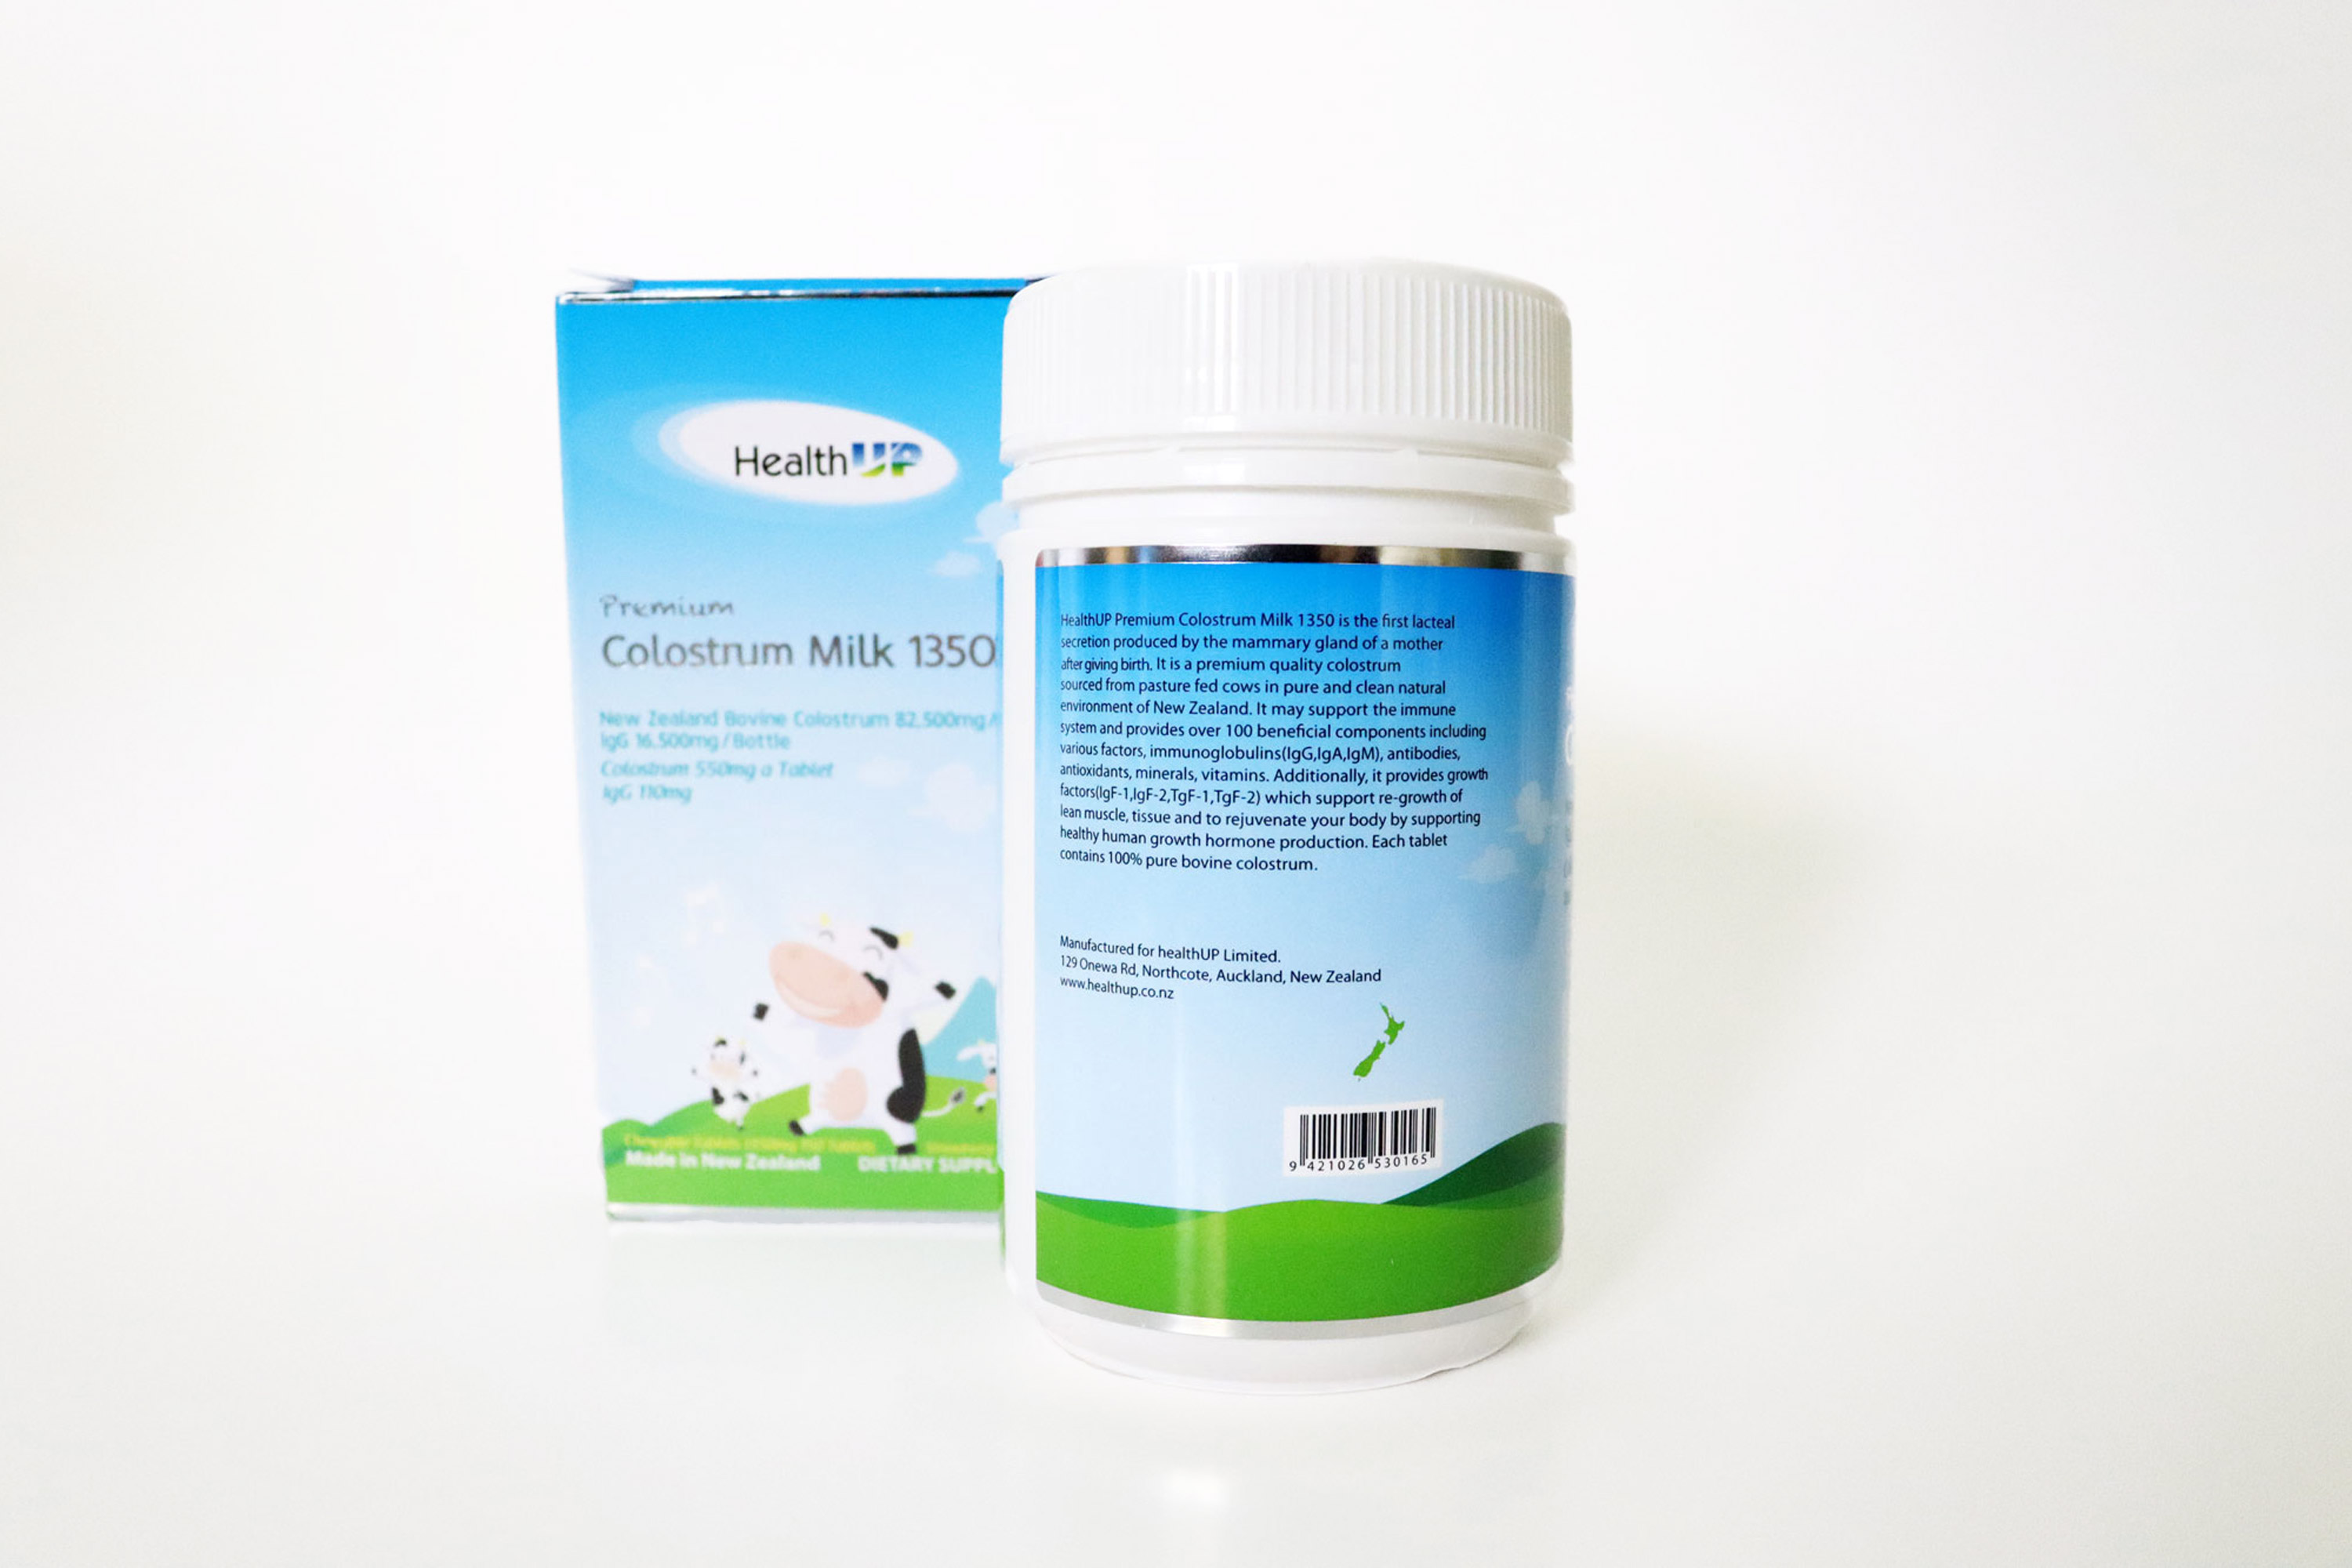 HealthUP
Premium
Colostrum Milk 1350
New Zealand Bovine Colostrum 82,500mg/
IgG 16,500mg/Bottle
Colostrum 550mg a Tablet
IgG 110mg
Made in New Zealand DIETARY SUPPL
HealthUP Premium Colostrum Milk 1350 is the first lacteal
secretion produced by the mammary gland of a mother
after giving birth. It is a premium quality colostrum
sourced from pasture fed cows in pure and clean natural
environment of New Zealand. It may support the immune
system and provides over 100 beneficial components including
various factors, immunoglobulins(IgG,IgA,IgM), antibodies,
antioxidants, minerals, vitamins. Additionally, it provides growth
factors(IgF-1,IgF-2,TgF-1,TgF-2) which support re-growth of
lean muscle, tissue and to rejuvenate your body by supporting
healthy human growth hormone production. Each tablet
contains 100% pure bovine colostrum.
Manufactured for healthUP Limited.
129 Onewa Rd, Northcote, Auckland, New Zealand
www.healthup.co.nz
9 421026 530165